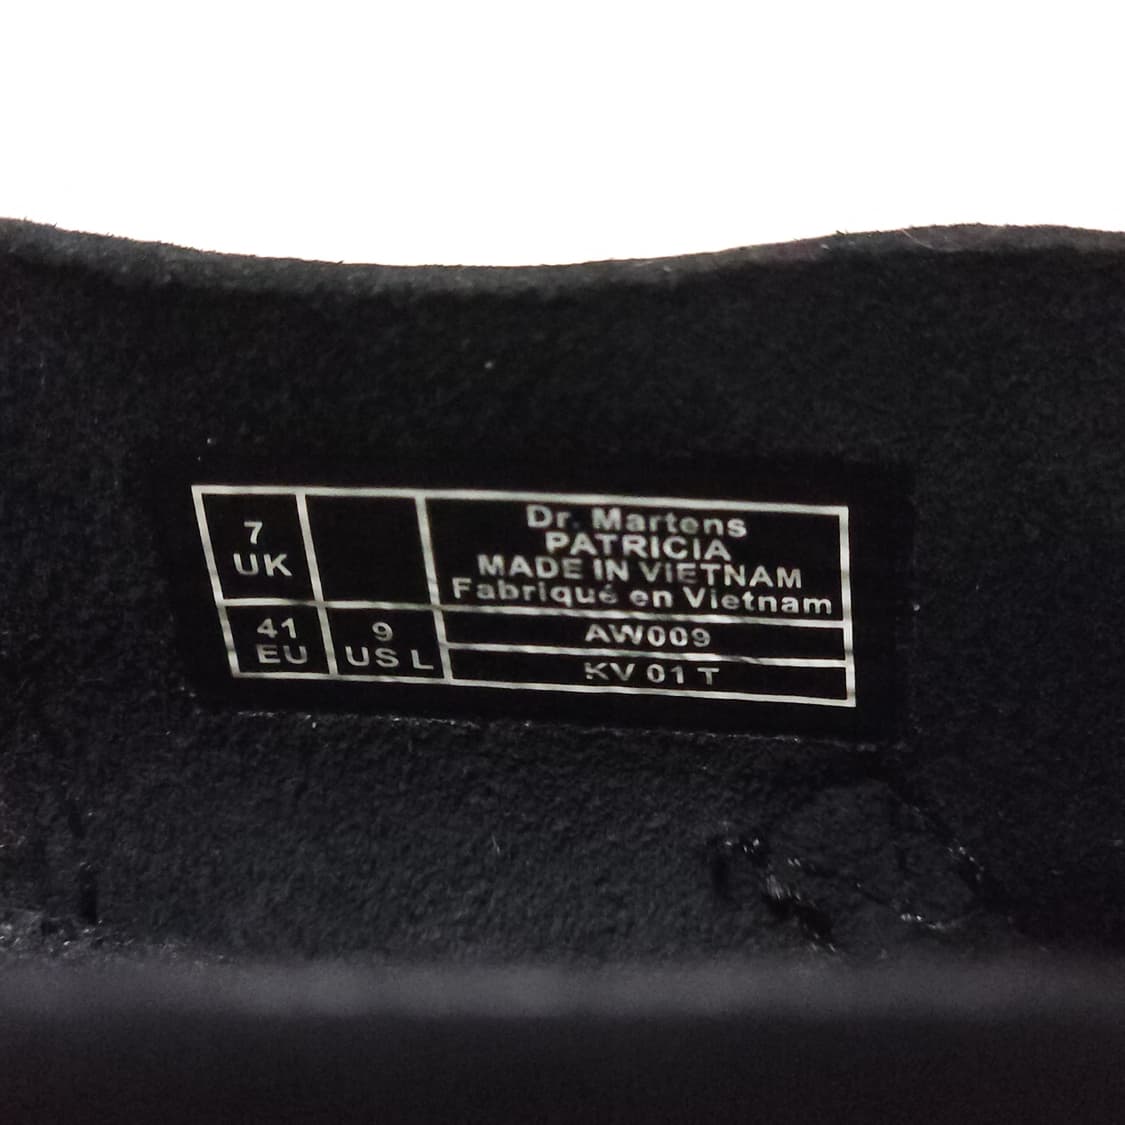 7
UK
41
EU
9
US L
Dr. Martens
PATRICIA
MADE IN VIETNAM
Fabriqué en Vietnam
AW009
KV 01 T